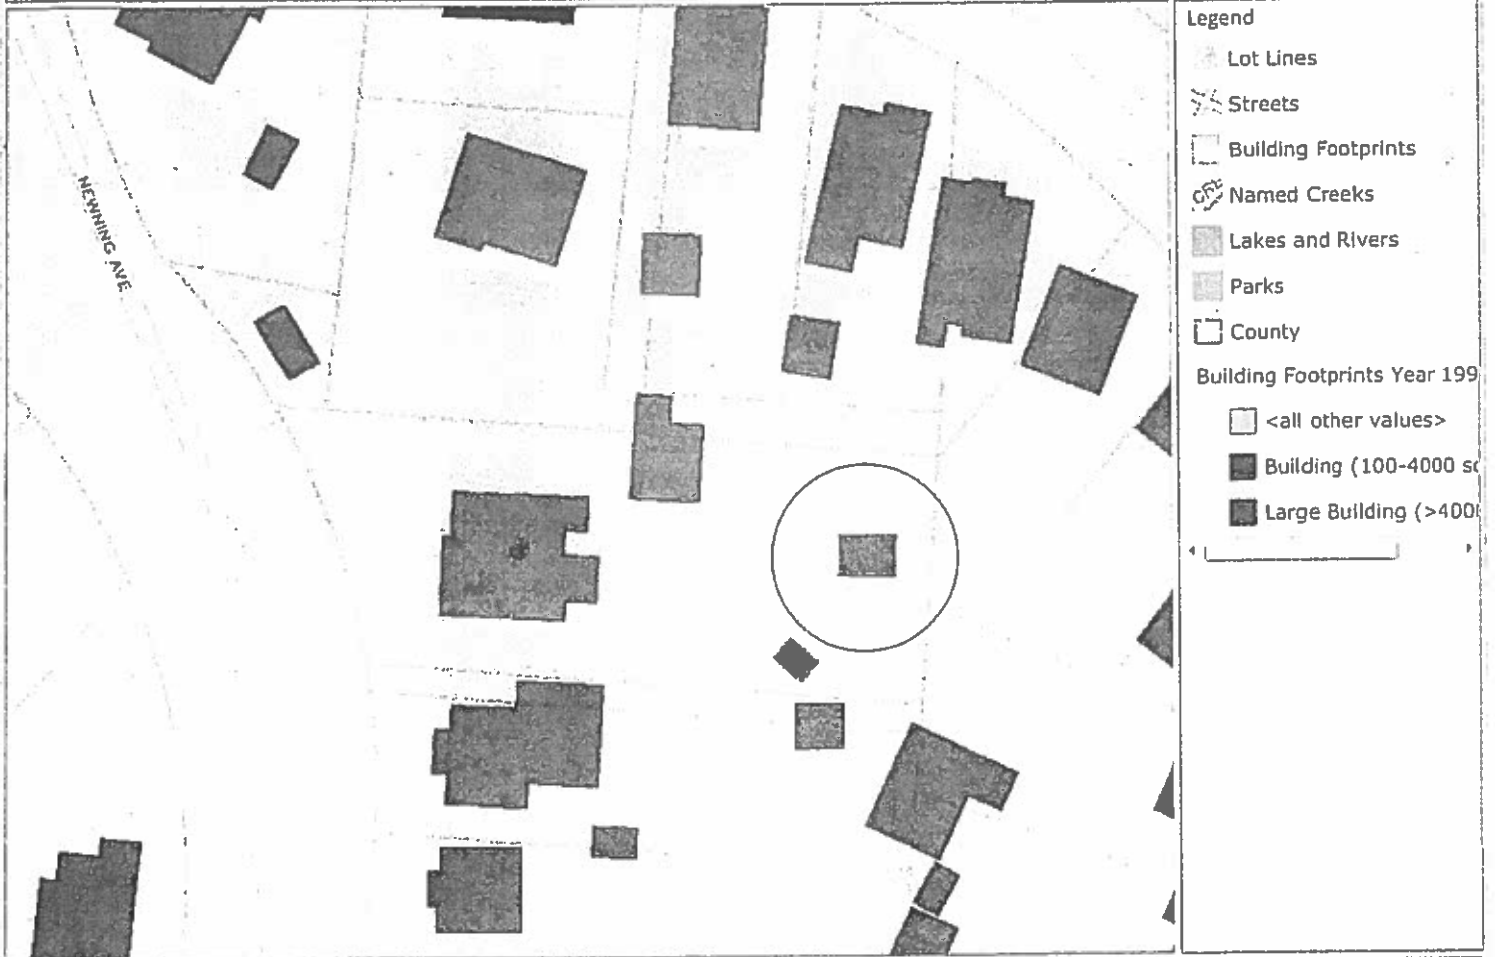 Legend
Lot Lines
Streets
Building Footprints
Named Creeks
Lakes and Rivers
Parks
County
Building Footprints Year 199
<all other values>
Building (100-4000 s
Large Building (>400
NEWNING AVE